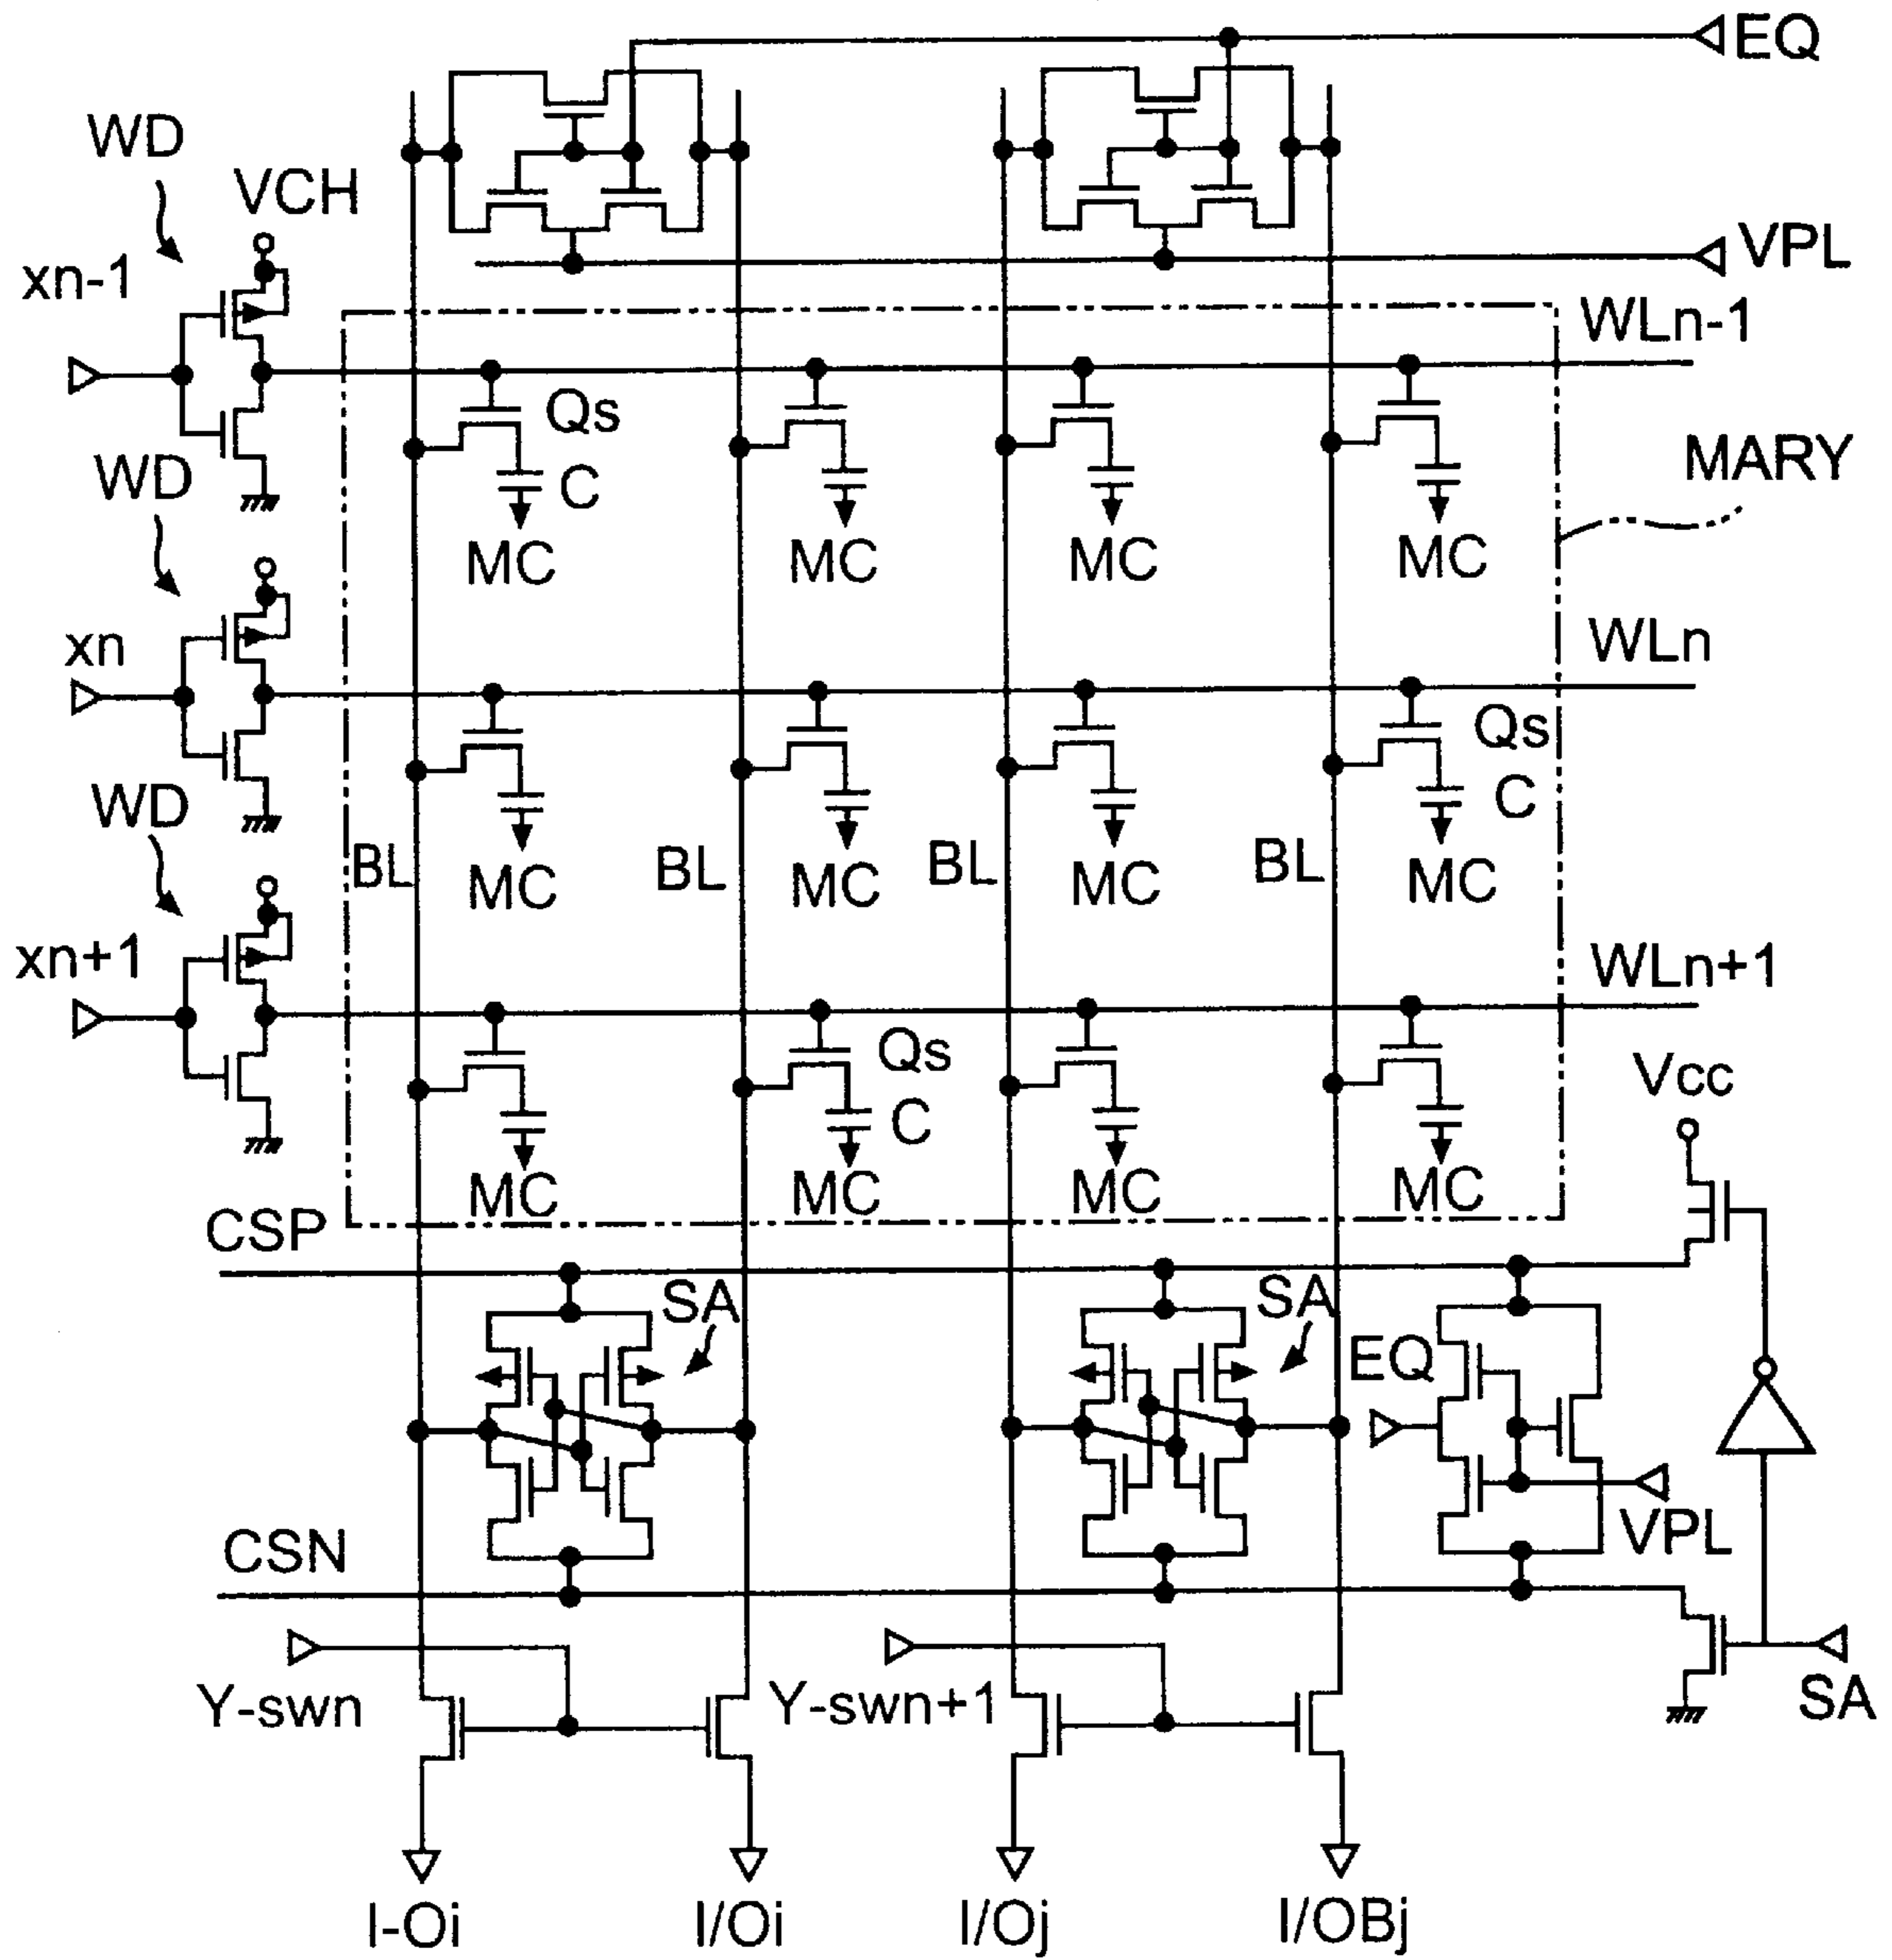 EQ
WD
VCH
VPL
xn-1
WLn-1
Qs
MARY
WD
C
MC
MC
MC
MC
WLn
xn
Qs
C
WD
BL
BL
BL
BL
MC
MC
MC
MC
xn+1
WLn+1
Qs
Vcc
C
MC
MC
MC
MC
CSP
SA
SA
EQ
VPL
CSN
Y-swn
Y-swn+1
SA
I-Oi
I/Oi
I/Oj
I/OBj